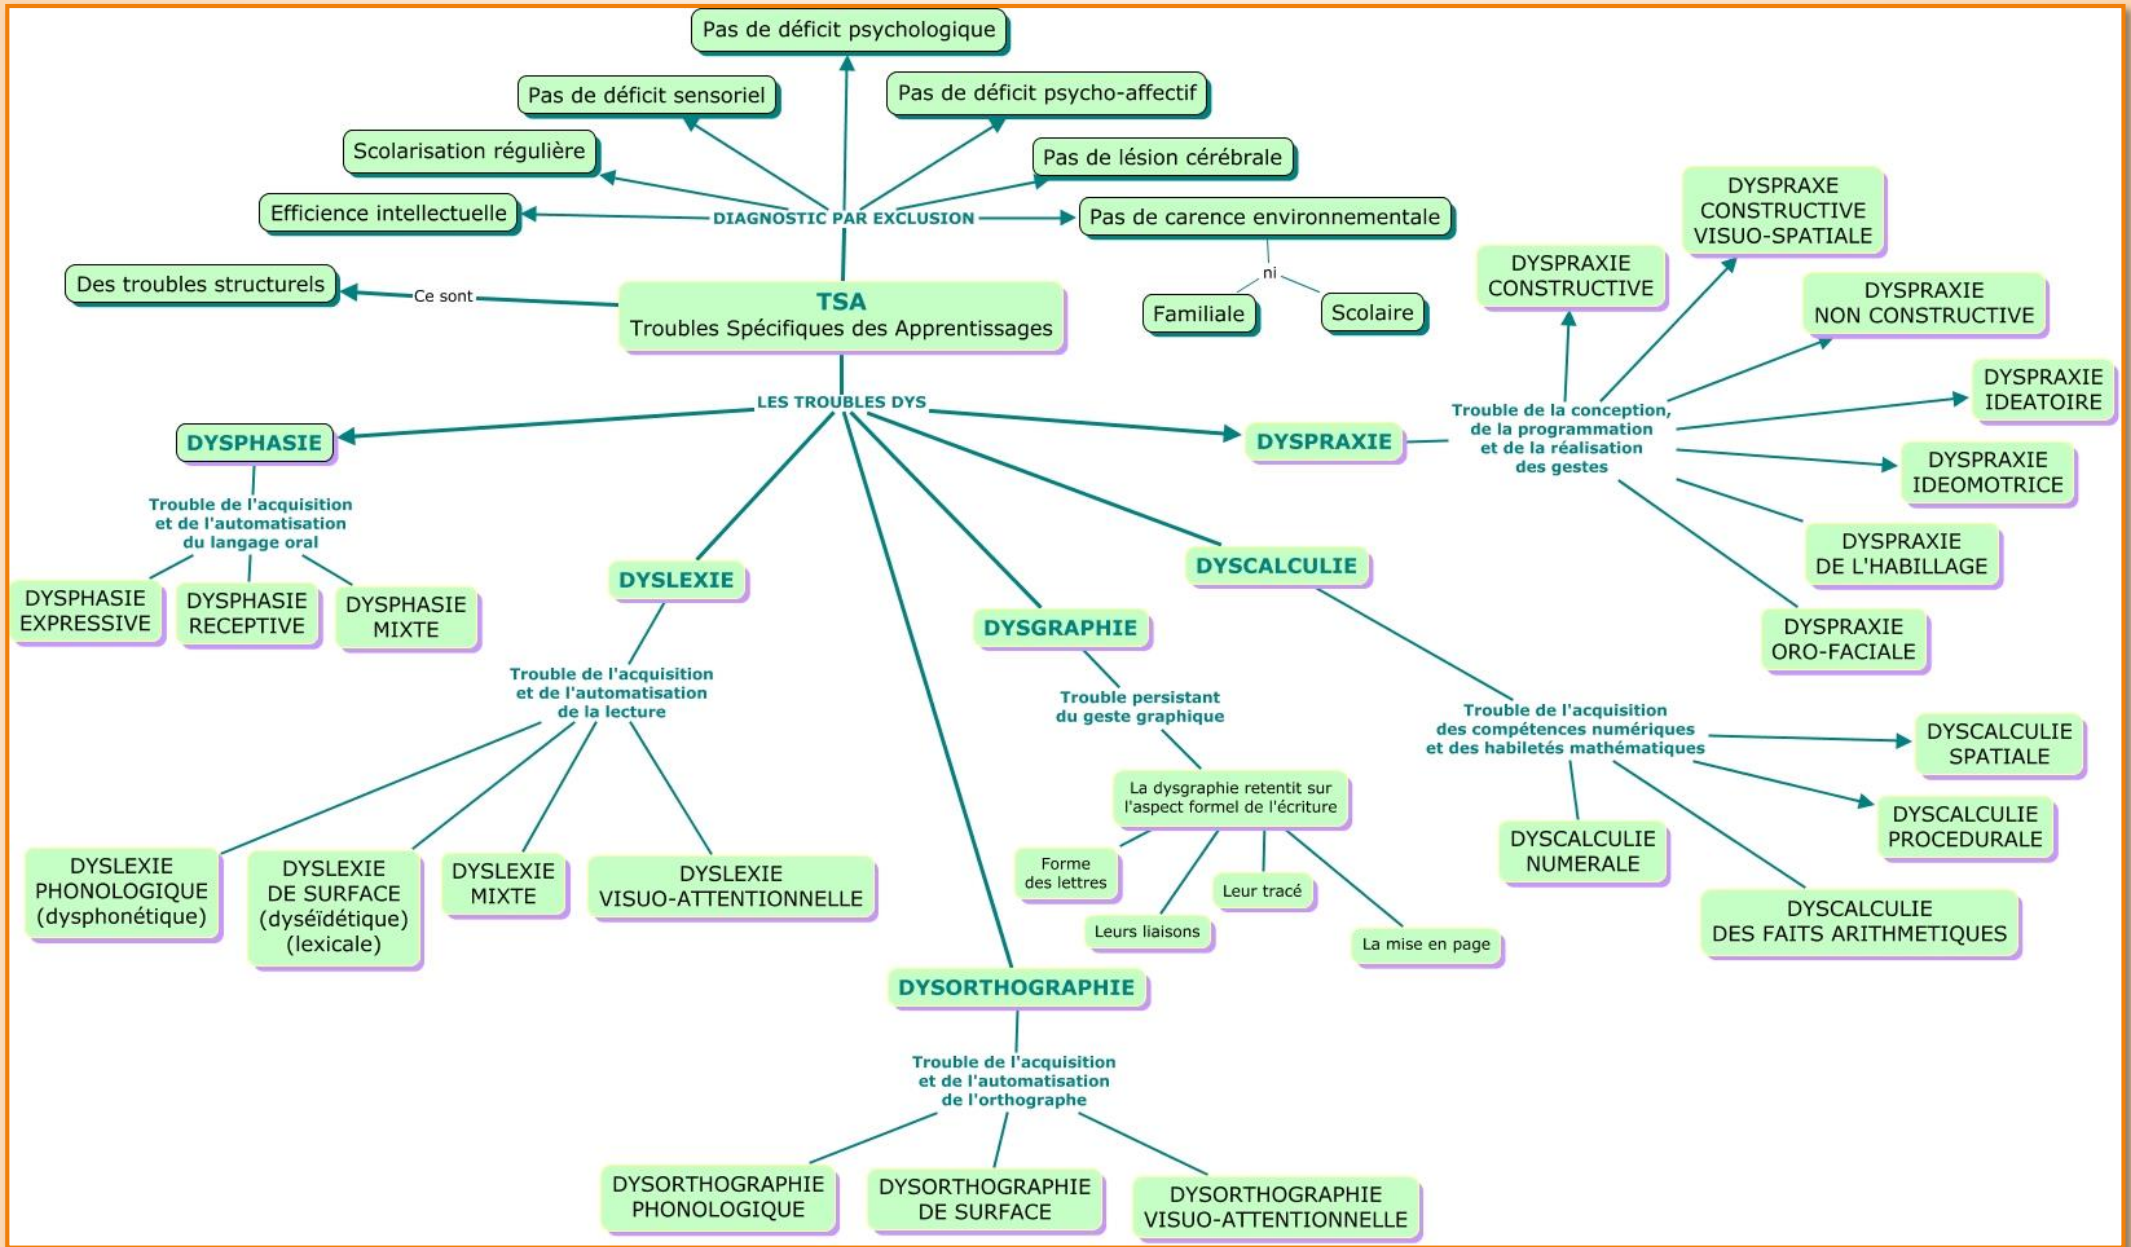 Pas de déficit psychologique
Pas de déficit sensoriel
Pas de déficit psycho-affectif
Scolarisation régulière
Pas de lésion cérébrale
Efficience intellectuelle
DIAGNOSTIC PAR EXCLUSION
Pas de carence environnementale
ni
Familiale
Scolaire
Des troubles structurels
Ce sont
TSA
Troubles Spécifiques des Apprentissages
LES TROUBLES DYS
DYSPHASIE
Trouble de l'acquisition
et de l'automatisation
du langage oral
DYSPHASIE
EXPRESSIVE
DYSPHASIE
RECEPTIVE
DYSPHASIE
MIXTE
DYSLEXIE
Trouble de l'acquisition
et de l'automatisation
de la lecture
DYSLEXIE
PHONOLOGIQUE
(dysphonétique)
DYSLEXIE
DE SURFACE
(dyséïdétique)
(lexicale)
DYSLEXIE
MIXTE
DYSLEXIE
VISUO-ATTENTIONNELLE
DYSORTHOGRAPHIE
Trouble de l'acquisition
et de l'automatisation
de l'orthographe
DYSORTHOGRAPHIE
PHONOLOGIQUE
DYSORTHOGRAPHIE
DE SURFACE
DYSORTHOGRAPHIE
VISUO-ATTENTIONNELLE
DYSGRAPHIE
Trouble persistant
du geste graphique
La dysgraphie retentit sur
l'aspect formel de l'écriture
Forme
des lettres
Leurs liaisons
Leur tracé
La mise en page
DYSCALCULIE
Trouble de l'acquisition
des compétences numériques
et des habiletés mathématiques
DYSCALCULIE
NUMERALE
DYSCALCULIE
DES FAITS ARITHMETIQUES
DYSCALCULIE
PROCEDURALE
DYSCALCULIE
SPATIALE
DYSPRAXIE
Trouble de la conception,
de la programmation
et de la réalisation
des gestes
DYSPRAXIE
CONSTRUCTIVE
DYSPRAXE
CONSTRUCTIVE
VISUO-SPATIALE
DYSPRAXIE
NON CONSTRUCTIVE
DYSPRAXIE
IDEATOIRE
DYSPRAXIE
IDEOMOTRICE
DYSPRAXIE
DE L'HABILLAGE
DYSPRAXIE
ORO-FACIALE